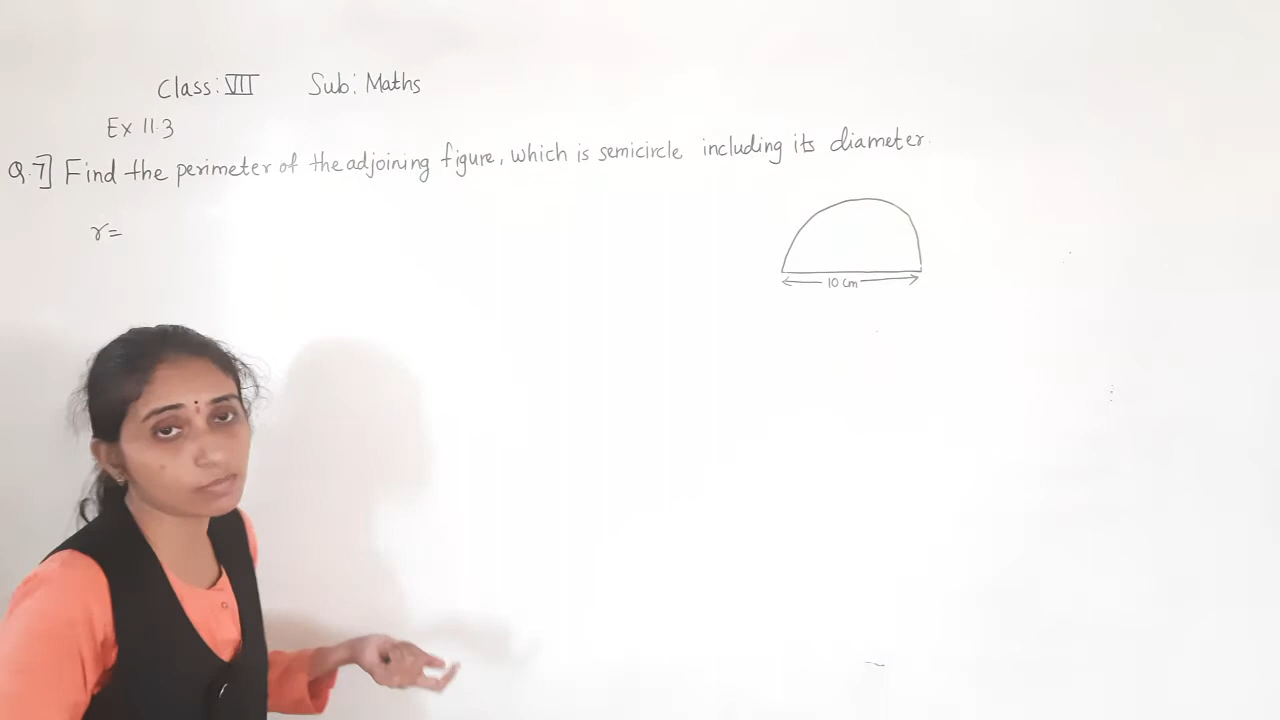 Class: VII Sub: Maths
Ex 11.3
Q.7] Find the perimeter of the adjoining figure, which is semicircle including its diameter.
r=
10 cm